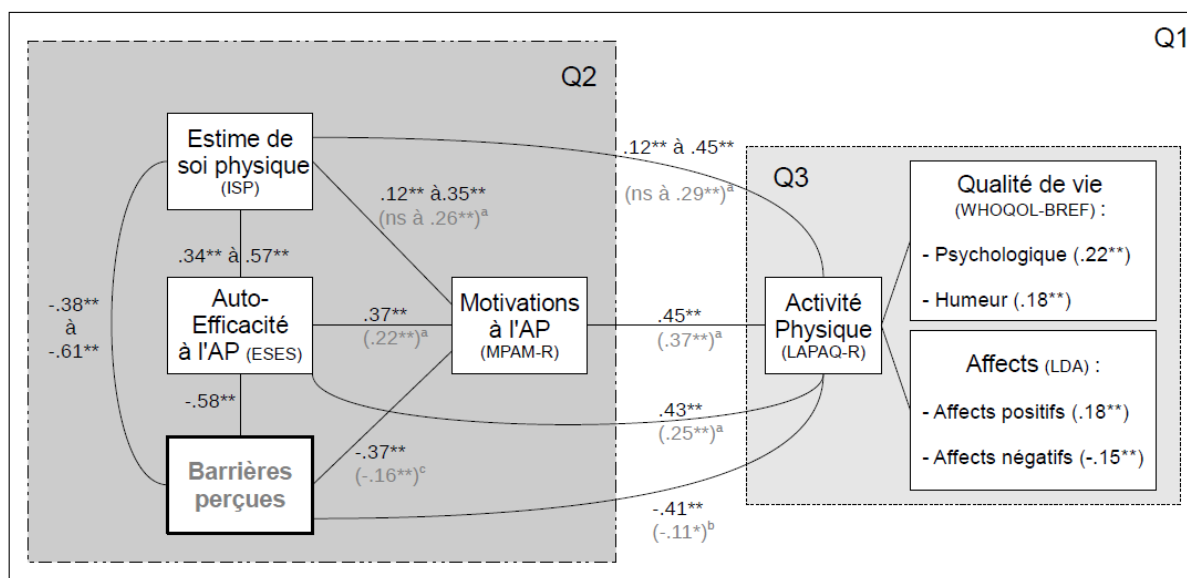 Q1
Q2
Estime de
soi physique
(ISP)
.12** à .45**
(ns à .29**)a
Q3
Qualité de vie
(WHOQOL-BREF) :
- Psychologique (.22**)
- Humeur (.18**)
.12** à.35**
(ns à .26**)a
.34** à .57**
-.38**
à
-.61**
Auto-
Efficacité
à l'AP (ESES)
.37**
(.22**)a
Motivations
à l'AP
(MPAM-R)
.45**
(.37**)a
Activité
Physique
(LAPAQ-R)
Affects (LDA) :
- Affects positifs (.18**)
- Affects négatifs (-.15**)
-.58**
.43**
(.25**)a
-.37**
(-.16**)c
Barrières
perçues
-.41**
(-.11*)b